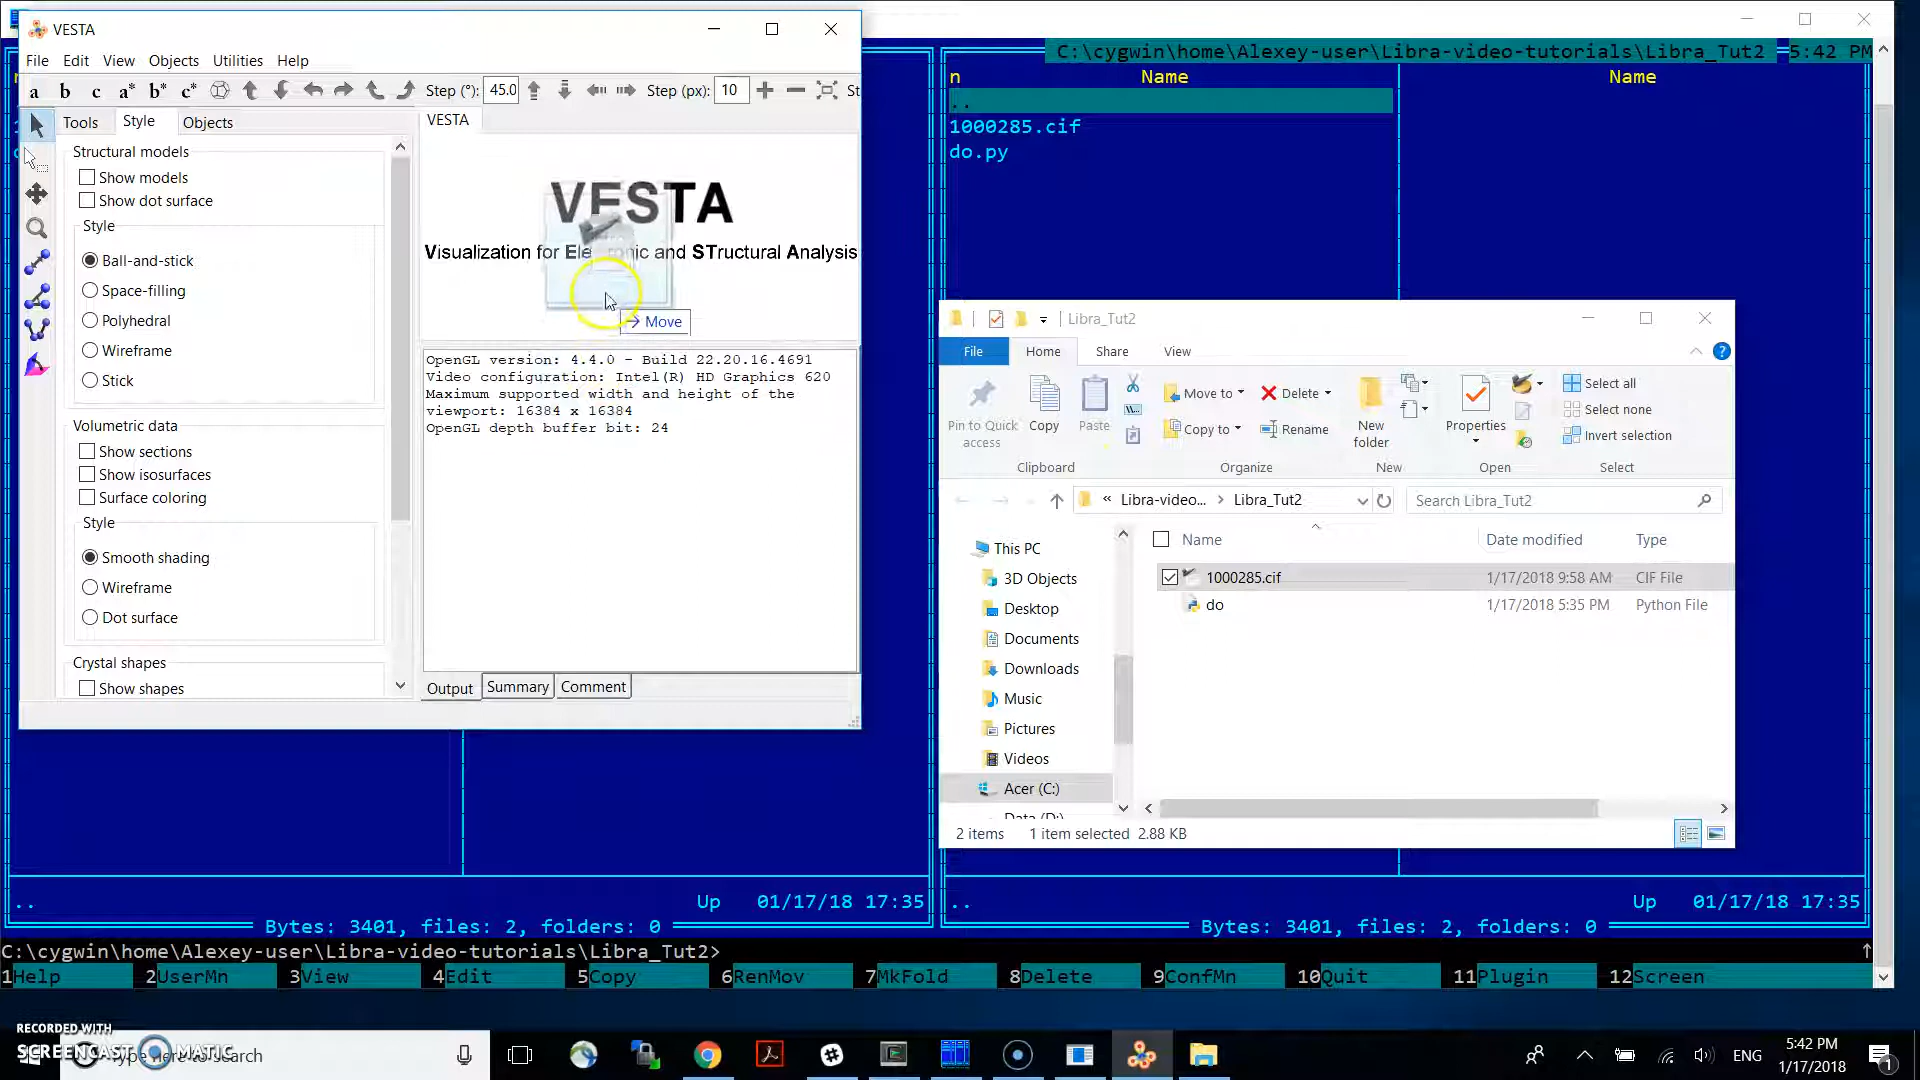 VESTA
File Edit View Objects Utilities Help
a b c a* b* c* Step (°): 45.0 Step (px): 10 St
Tools Style Objects
Structural models
Show models
Show dot surface
Style
Ball-and-stick
Space-filling
Polyhedral
Wireframe
Stick
Volumetric data
Show sections
Show isosurfaces
Surface coloring
Style
Smooth shading
Wireframe
Dot surface
Crystal shapes
Show shapes
VESTA
VESTA
Visualization for and STructural Analysis
Move
OpenGL version: 4.4.0 - Build 22.20.16.4691
Video configuration: Intel(R) HD Graphics 620
Maximum supported width and height of the
viewport: 16384 x 16384
OpenGL depth buffer bit: 24
Output Summary Comment
C:\cygwin\home\Alexey-user\Libra-video-tutorials\Libra_Tut2 5:42 PM
n Name Name
..
1000285.cif
do.py
Libra_Tut2
File Home Share View
Pin to Quick access
Copy
Paste
Move to
Copy to
Delete
Rename
New folder
Properties
Select all
Select none
Invert selection
Clipboard Organize New Open Select
« Libra-video... > Libra_Tut2
Search Libra_Tut2
Name Date modified Type
1000285.cif 1/17/2018 9:58 AM CIF File
do 1/17/2018 5:35 PM Python File
This PC
3D Objects
Desktop
Documents
Downloads
Music
Pictures
Videos
Acer (C:)
Data (D:)
2 items 1 item selected 2.88 KB
.. Up 01/17/18 17:35
.. Up 01/17/18 17:35
Bytes: 3401, files: 2, folders: 0
Bytes: 3401, files: 2, folders: 0
C:\cygwin\home\Alexey-user\Libra-video-tutorials\Libra_Tut2>
1Help 2UserMn 3View 4Edit 5Copy 6RenMov 7MkFold 8Delete 9ConfMn 10Quit 11Plugin 12Screen
RECORDED WITH
SCREENCAST MATIC
Type here to search
ENG
5:42 PM
1/17/2018
1